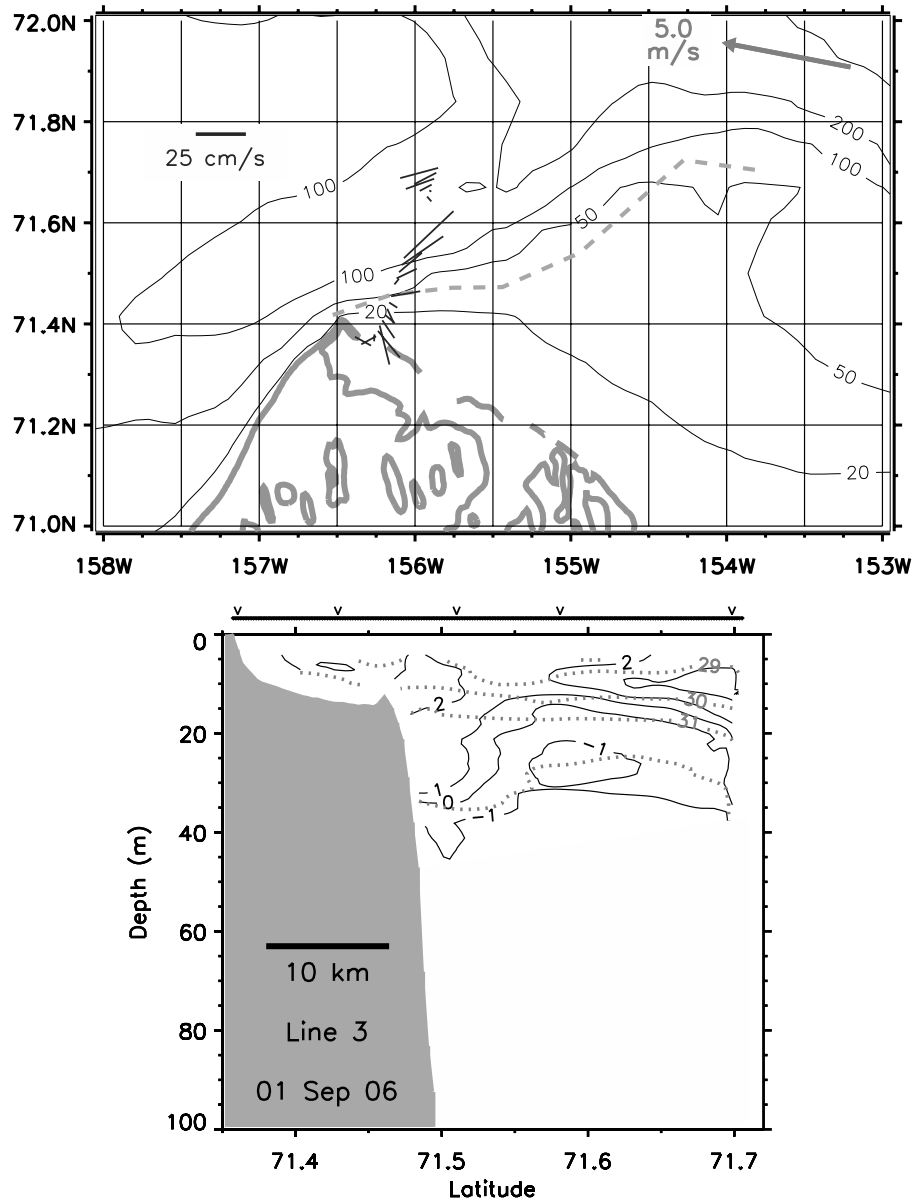 72.0N
5.0
m/s
71.8N
200
25 cm/s
100
100
71.6N
50
100
71.4N
20
50
71.2N
20
71.0N
158W 157W 156W 155W 154W 153W
v v v v v
0
2
29
2
30
31
20
-1
-1
0
-1
40
Depth (m)
60
10 km
80
Line 3
01 Sep 06
100
71.4 71.5 71.6 71.7
Latitude